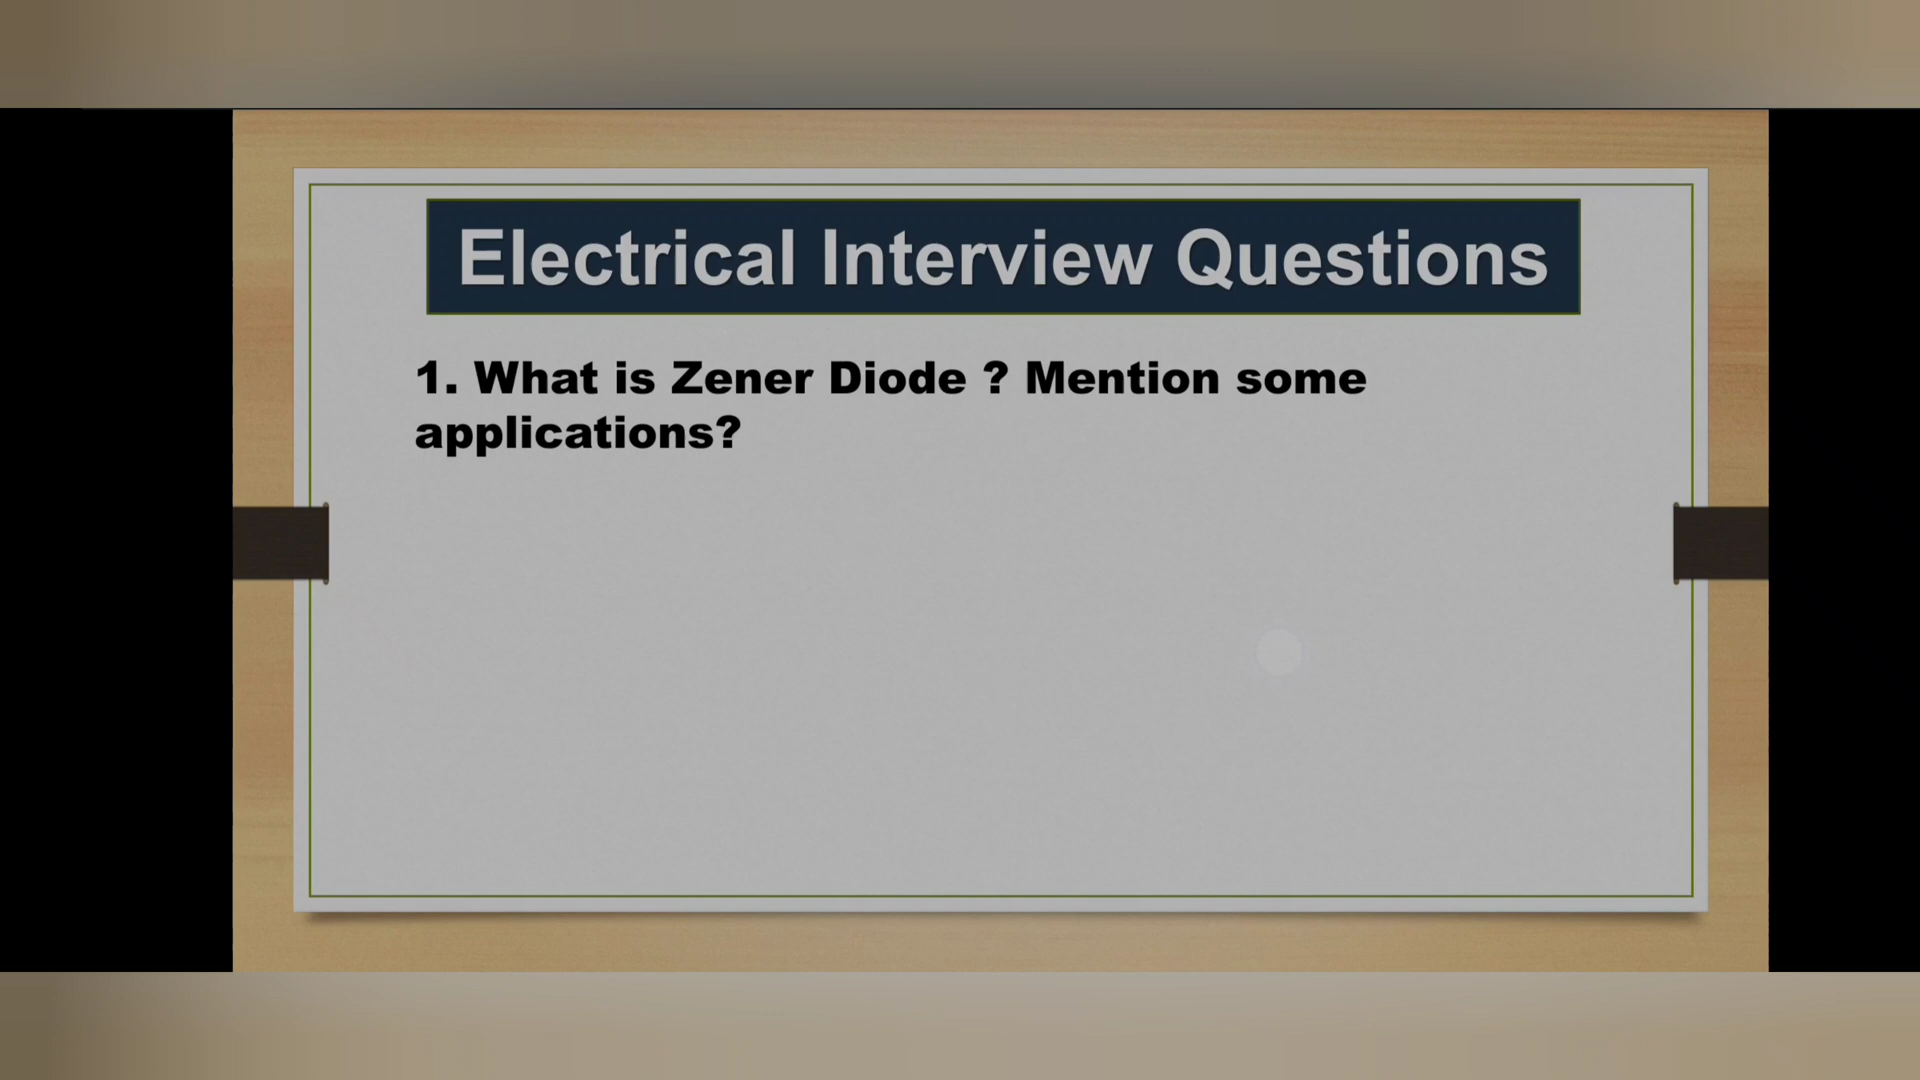 Electrical Interview Questions
1. What is Zener Diode ? Mention some
applications?